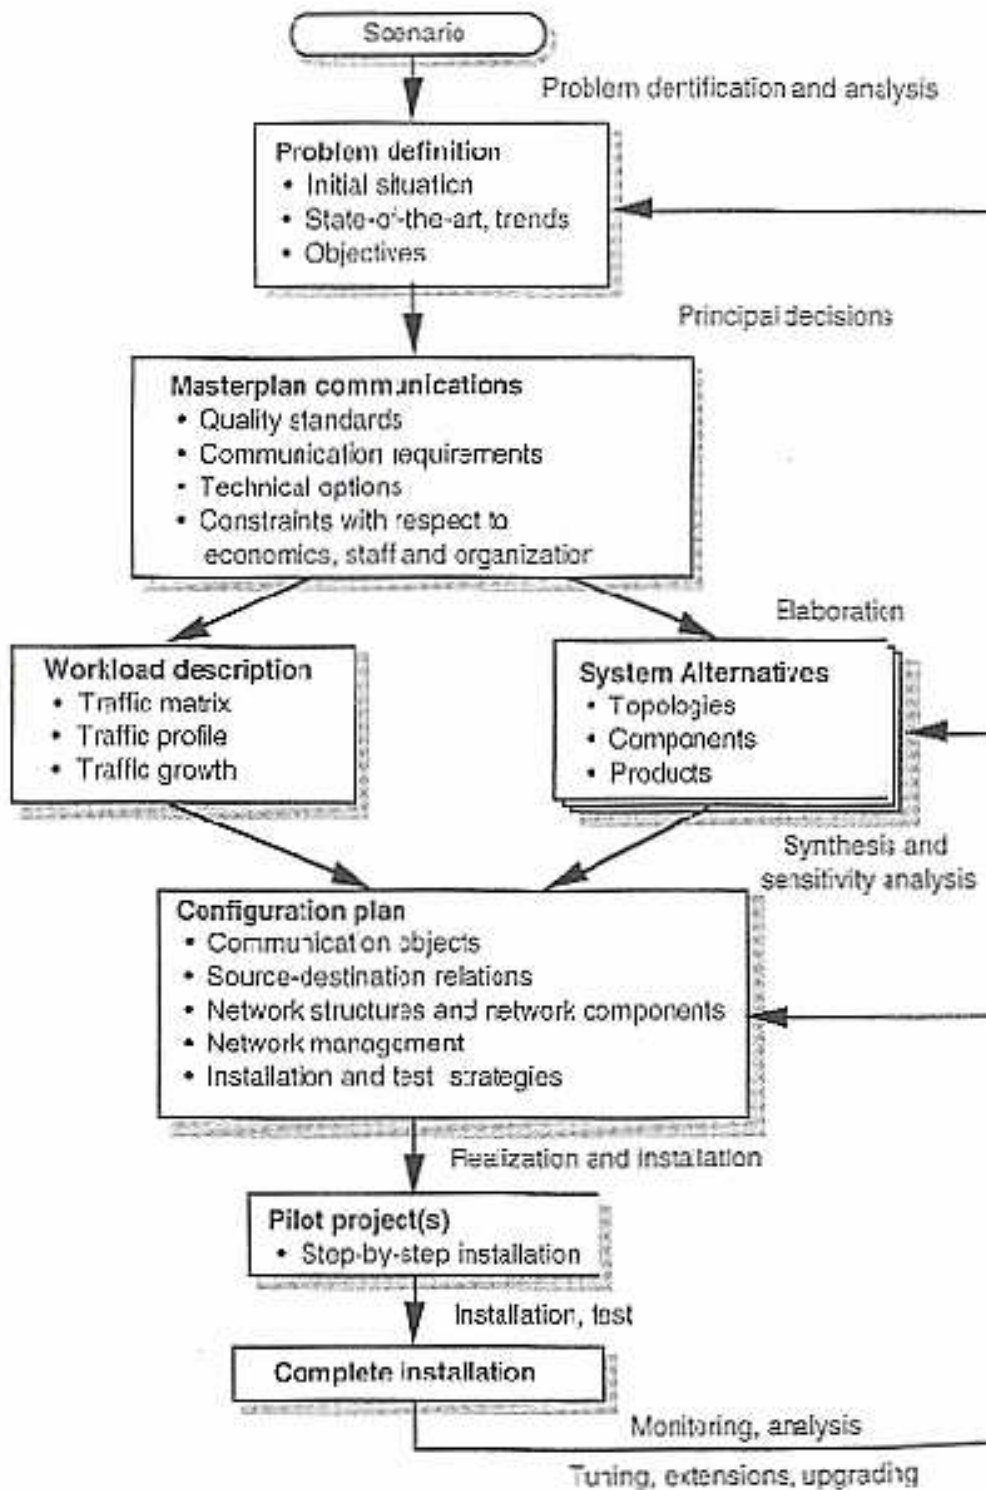 Scenario
Problem dentification and analysis
Problem definition
• Initial situation
• State-of-the-art, trends
• Objectives
Principal decisions
Masterplan communications
• Quality standards
• Communication requirements
• Technical options
• Constraints with respect to
economics, staff and organization
Elaboration
Workload description
• Traffic matrix
• Traffic profile
• Traffic growth
System Alternatives
• Topologies
• Components
• Products
Synthesis and
sensitivity analysis
Configuration plan
• Communication objects
• Source-destination relations
• Network structures and network components
• Network management
• Installation and test strategies
Realization and installation
Pilot project(s)
• Step-by-step installation
Installation, test
Complete installation
Monitoring, analysis
Tuning, extensions, upgrading